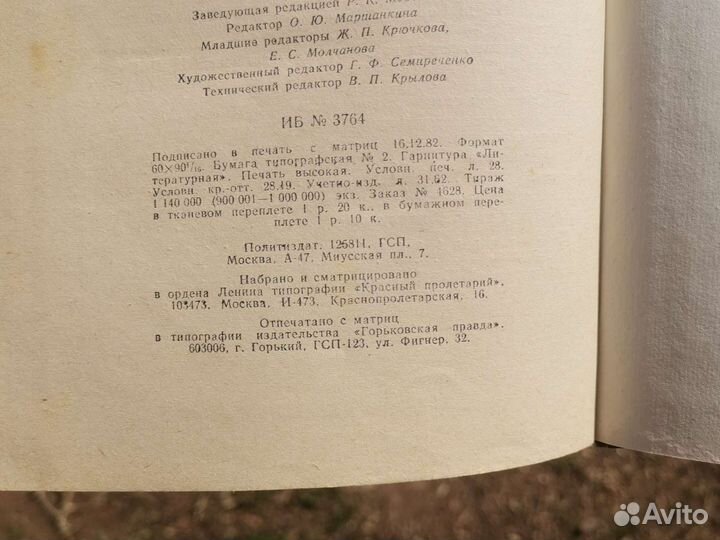 Заведующая редакцией Р. К.
Редактор О. Ю. Маршанкина
Младшие редакторы Ж. П. Крючкова,
Е. С. Молчанова
Художественный редактор Г. Ф. Семиреченко
Технический редактор В. П. Крылова
ИБ № 3764
Подписано в печать с матриц 16.12.82. Формат
60×90¹/₁₆. Бумага типографская № 2. Гарнитура «Ли-
тературная». Печать высокая. Условн. печ. л. 28.
Условн. кр.-отт. 28,49. Учетно-изд. л. 31,62. Тираж
1 140 000 (900 001—1 000 000) экз. Заказ № 4628. Цена
в тканевом переплете 1 р. 20 к., в бумажном пере-
плете 1 р. 10 к.
Политиздат. 125811, ГСП,
Москва, А-47, Миусская пл., 7.
Набрано и сматрицировано
в ордена Ленина типографии «Красный пролетарий»,
103473, Москва, И-473, Краснопролетарская, 16.
Отпечатано с матриц
в типографии издательства «Горьковская правда»,
603006, г. Горький, ГСП-123, ул. Фигнер, 32.
Avito